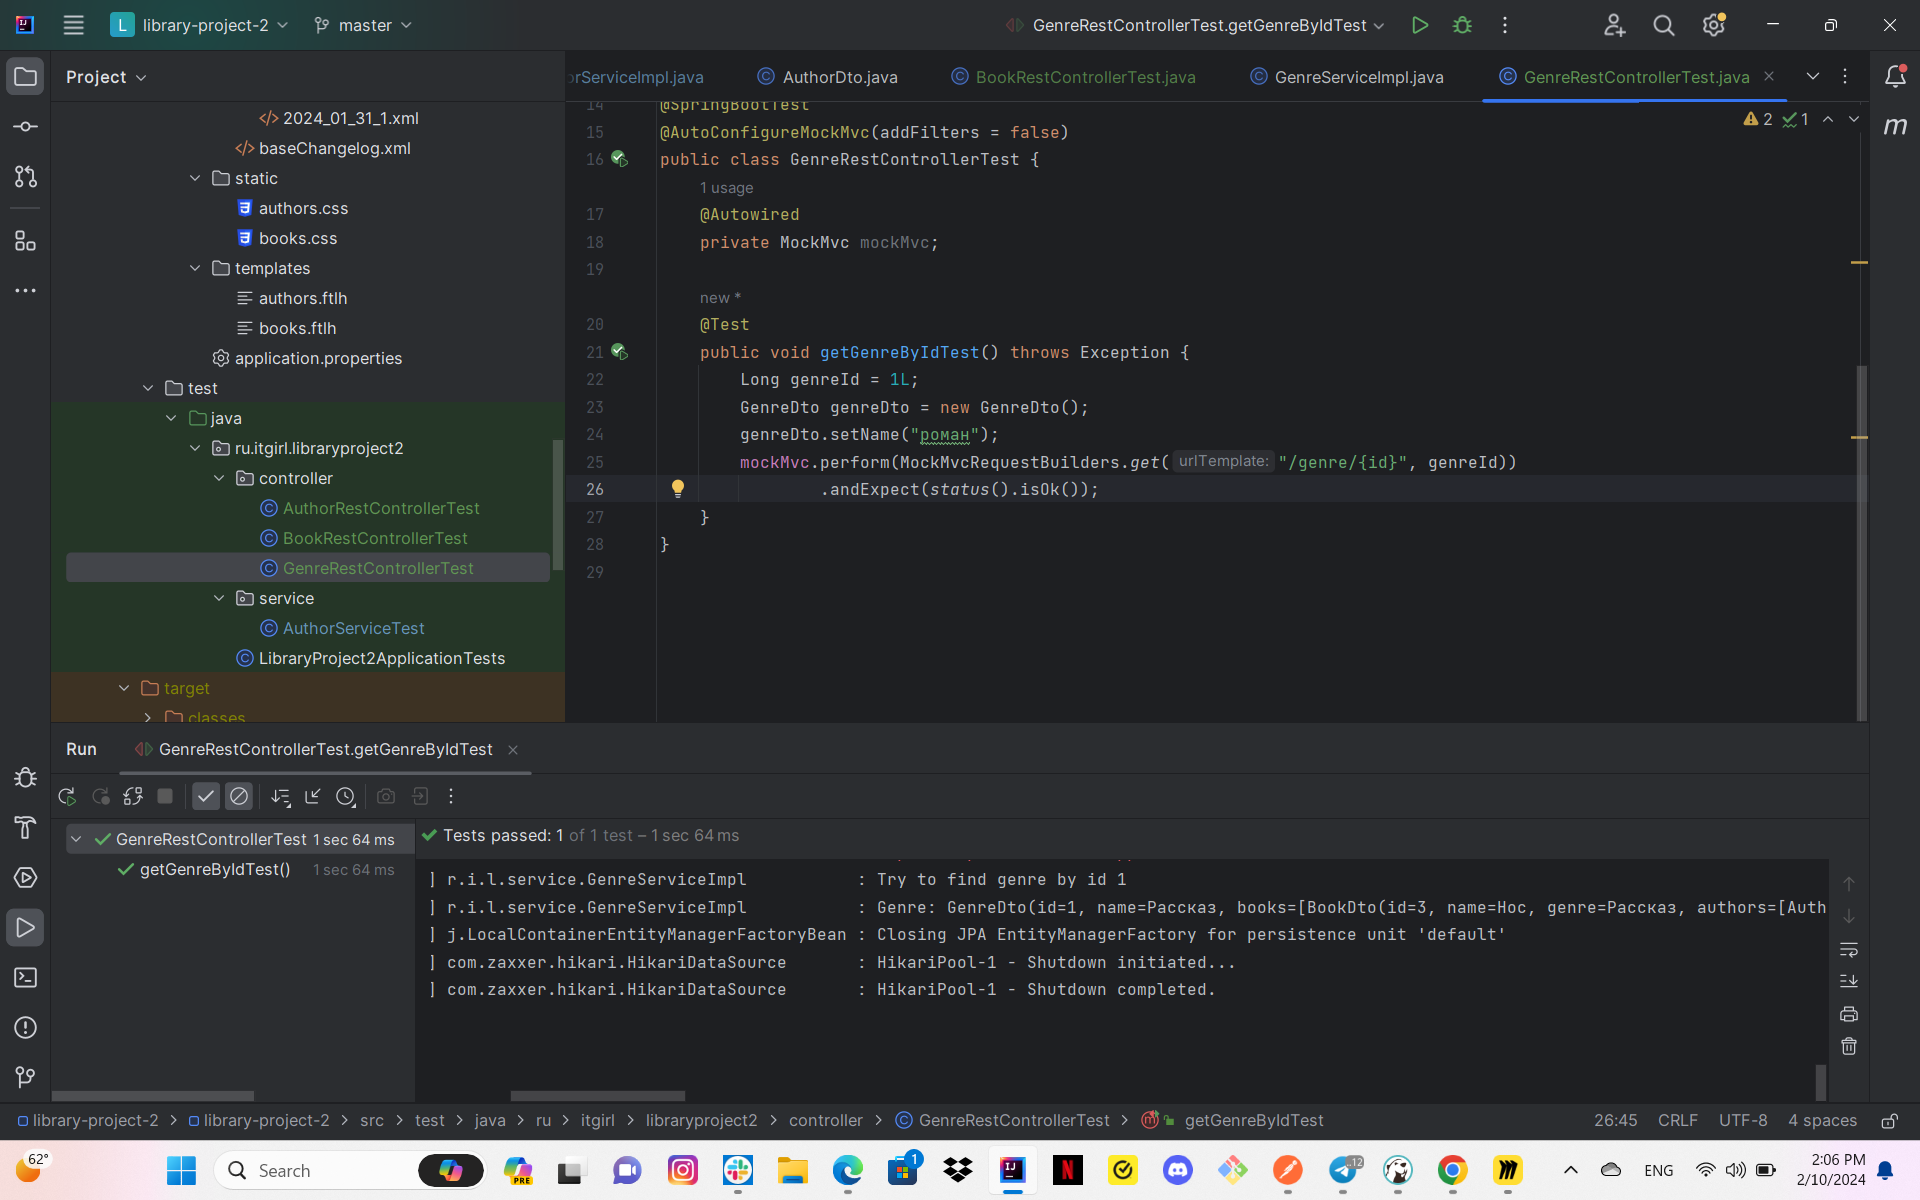 library-project-2
master
GenreRestControllerTest.getGenreByIdTest
Project
orServiceImpl.java
AuthorDto.java
BookRestControllerTest.java
GenreServiceImpl.java
GenreRestControllerTest.java
2024_01_31_1.xml
baseChangelog.xml
static
authors.css
books.css
templates
authors.ftlh
books.ftlh
application.properties
test
java
ru.itgirl.libraryproject2
controller
AuthorRestControllerTest
BookRestControllerTest
GenreRestControllerTest
service
AuthorServiceTest
LibraryProject2ApplicationTests
target
classes
2 1
14 @SpringBootTest
15 @AutoConfigureMockMvc(addFilters = false)
16 public class GenreRestControllerTest {
1 usage
17 @Autowired
18 private MockMvc mockMvc;
19
new *
20 @Test
21 public void getGenreByIdTest() throws Exception {
22 Long genreId = 1L;
23 GenreDto genreDto = new GenreDto();
24 genreDto.setName("роман");
25 mockMvc.perform(MockMvcRequestBuilders.get( urlTemplate: "/genre/{id}", genreId))
26 .andExpect(status().isOk());
27 }
28 }
29
Run
GenreRestControllerTest.getGenreByIdTest
GenreRestControllerTest 1 sec 64 ms
getGenreByIdTest() 1 sec 64 ms
Tests passed: 1 of 1 test – 1 sec 64 ms
] r.i.l.service.GenreServiceImpl : Try to find genre by id 1
] r.i.l.service.GenreServiceImpl : Genre: GenreDto(id=1, name=Рассказ, books=[BookDto(id=3, name=Нос, genre=Рассказ, authors=[Auth
] j.LocalContainerEntityManagerFactoryBean : Closing JPA EntityManagerFactory for persistence unit 'default'
] com.zaxxer.hikari.HikariDataSource : HikariPool-1 - Shutdown initiated...
] com.zaxxer.hikari.HikariDataSource : HikariPool-1 - Shutdown completed.
library-project-2 > library-project-2 > src > test > java > ru > itgirl > libraryproject2 > controller > GenreRestControllerTest > getGenreByIdTest
26:45 CRLF UTF-8 4 spaces
62°
Search
PRE
1
12
ENG
2:06 PM
2/10/2024